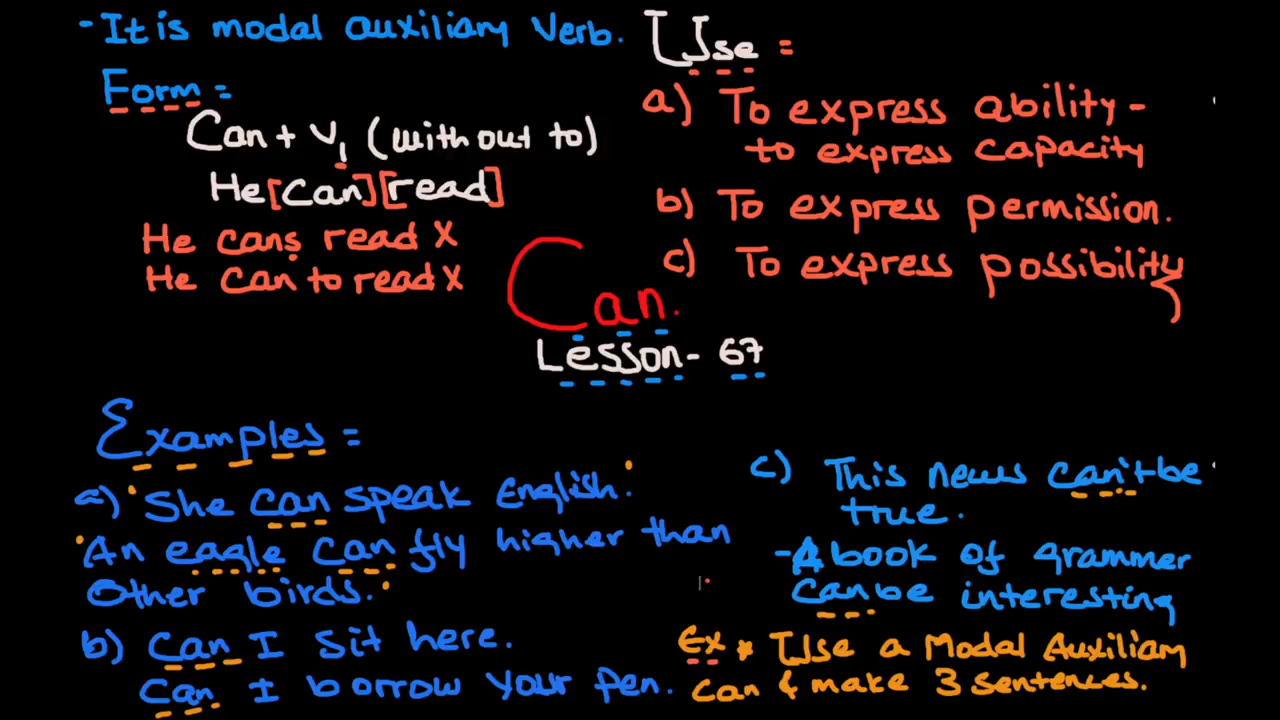 - It is modal auxiliary Verb.
Form =
Can + V1 (without to)
He [can] [read]
He cans read X
He can to read X
Use =
a) To express ability -
to express capacity
b) To express permission.
c) To express possibility
Can.
Lesson - 67
Examples =
a) She can speak English.
An eagle can fly higher than
Other birds.
b) Can I sit here.
Can I borrow your pen.
c) This news can't be
true.
- A book of grammer
can be interesting
Ex * Use a Modal Auxiliary
can & make 3 sentences.